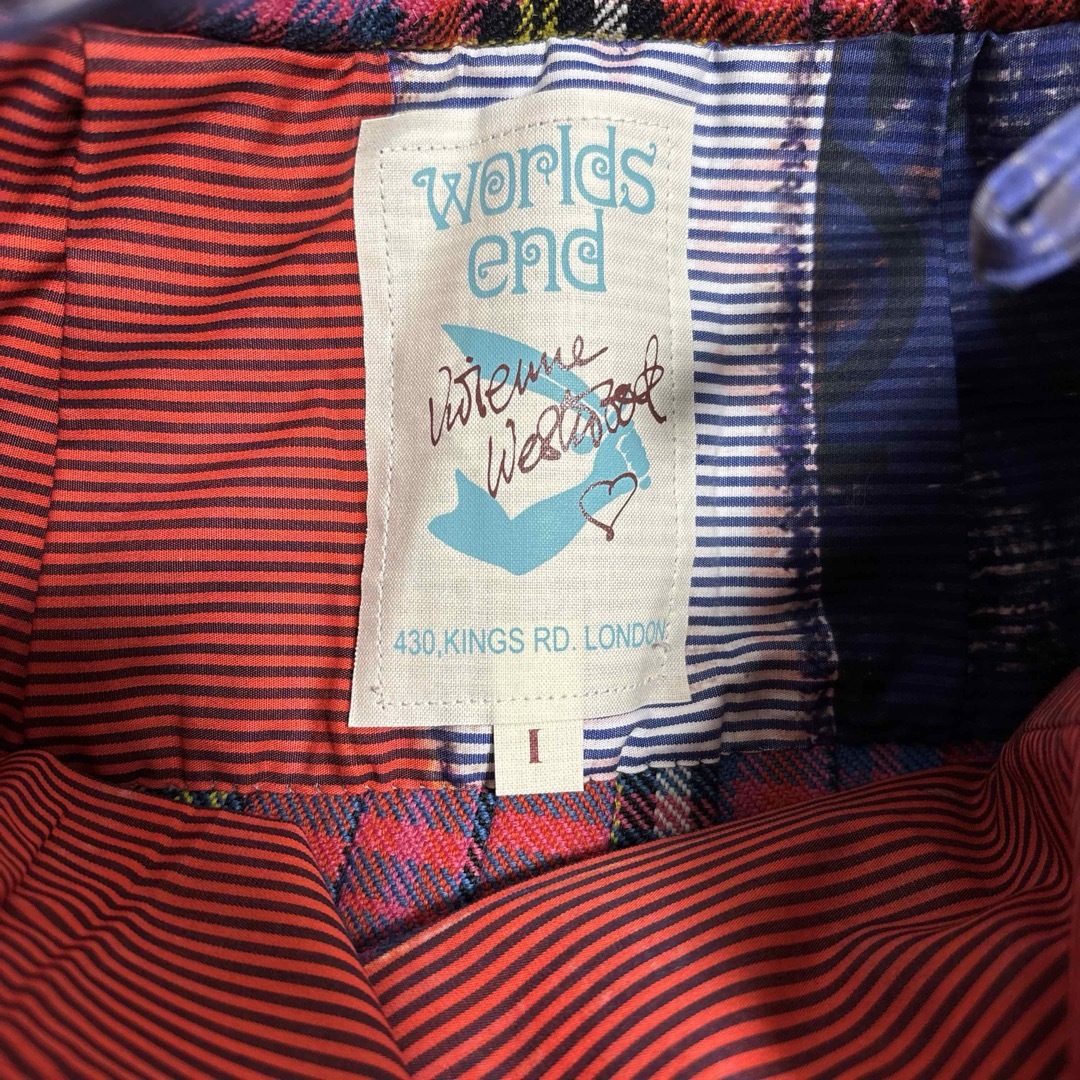 worlds
end
Vivienne
Westwood
430,KINGS RD. LONDON
I